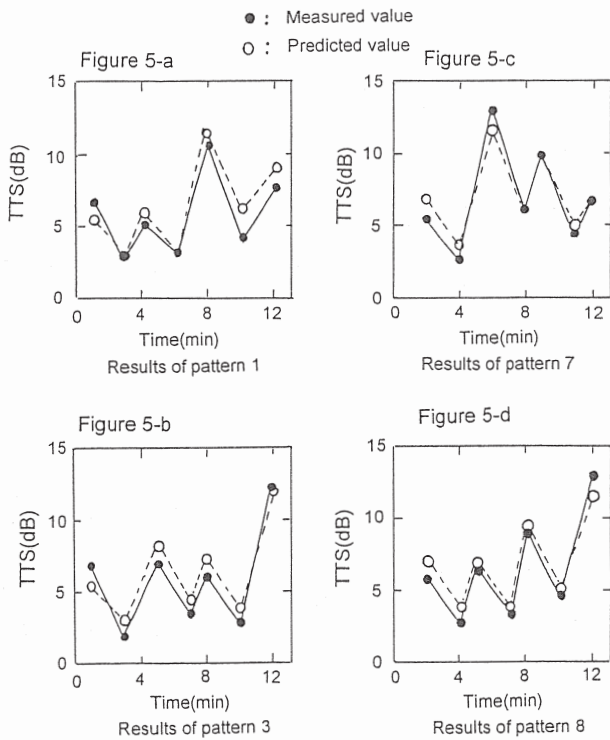 ● : Measured value
○ : Predicted value
Figure 5-a
15
10
5
0
TTS(dB)
0 4 8 12
Time(min)
Results of pattern 1
Figure 5-c
15
10
5
0
TTS(dB)
0 4 8 12
Time(min)
Results of pattern 7
Figure 5-b
15
10
5
0
TTS(dB)
0 4 8 12
Time(min)
Results of pattern 3
Figure 5-d
15
10
5
0
TTS(dB)
0 4 8 12
Time(min)
Results of pattern 8